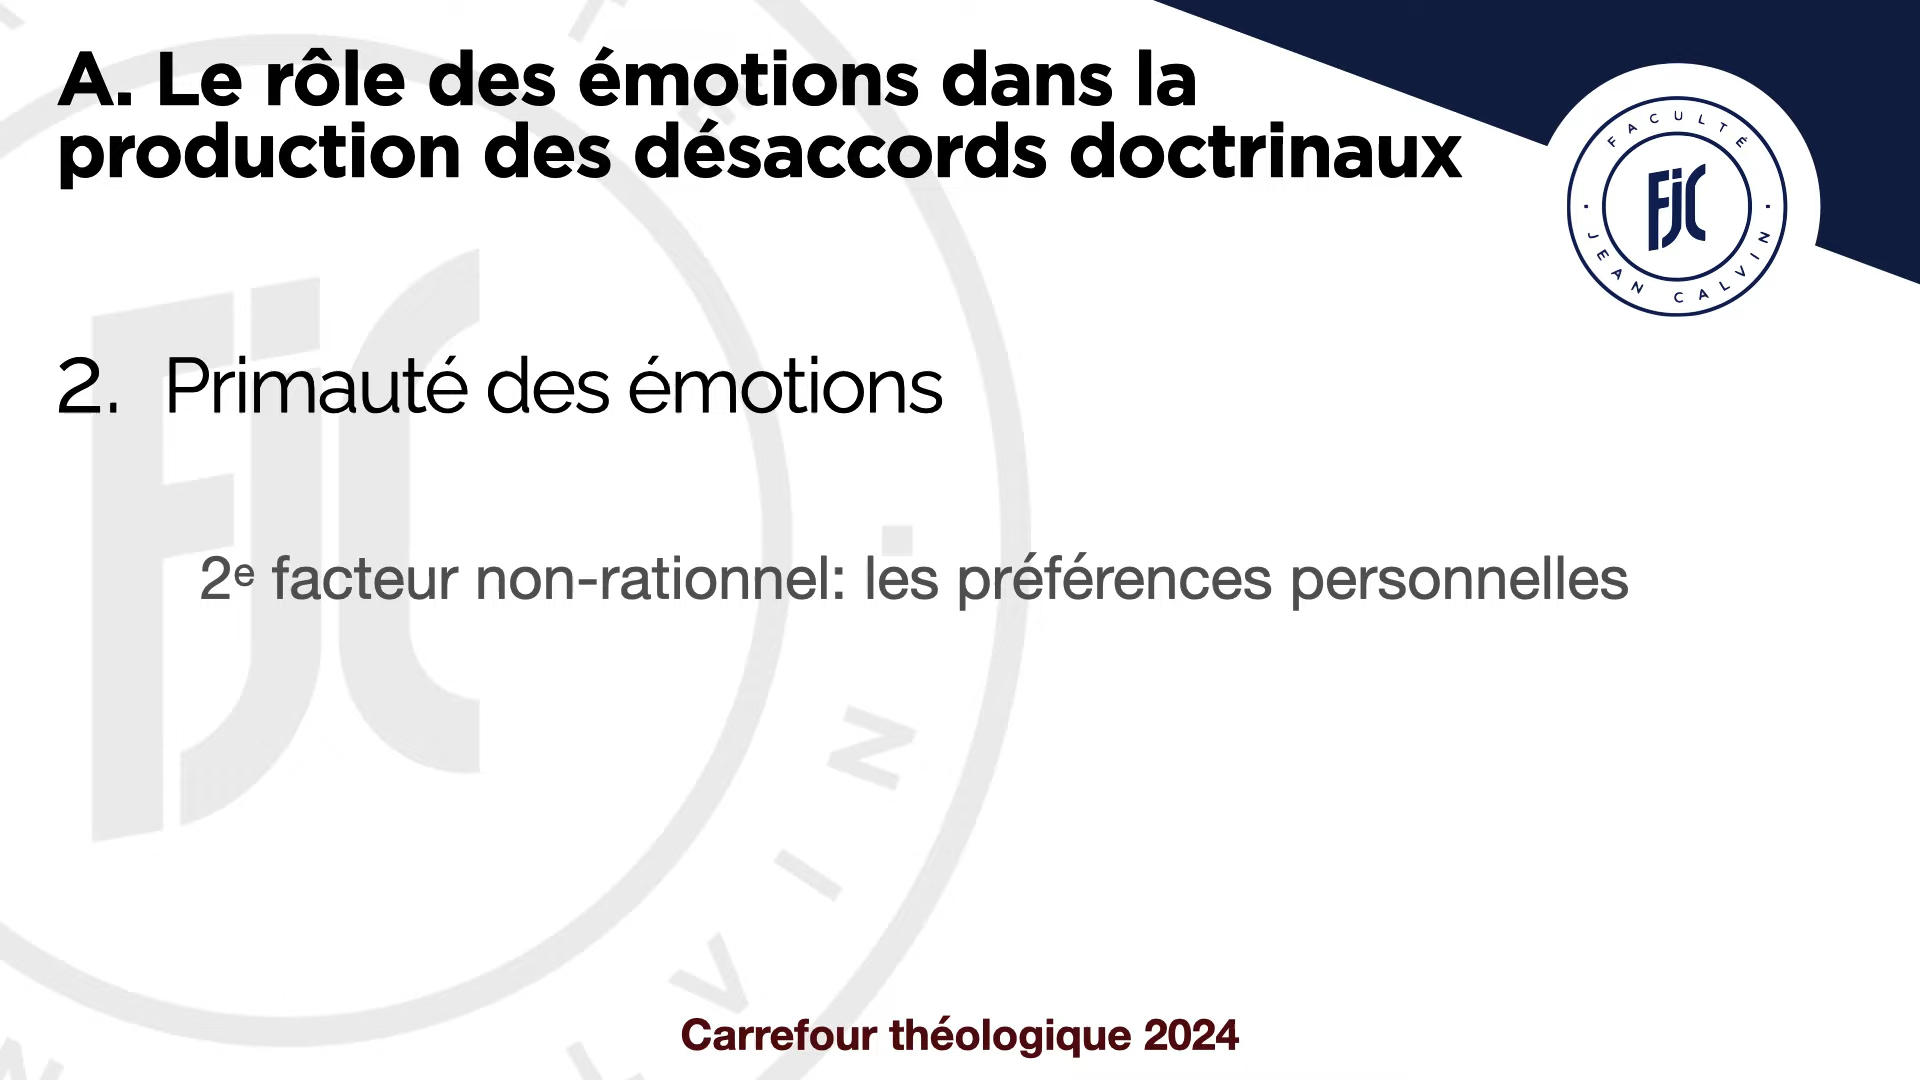 A. Le rôle des émotions dans la
production des désaccords doctrinaux
FACULTÉ
FJC
JEAN CALVIN
2. Primauté des émotions
2e facteur non-rationnel: les préférences personnelles
Carrefour théologique 2024